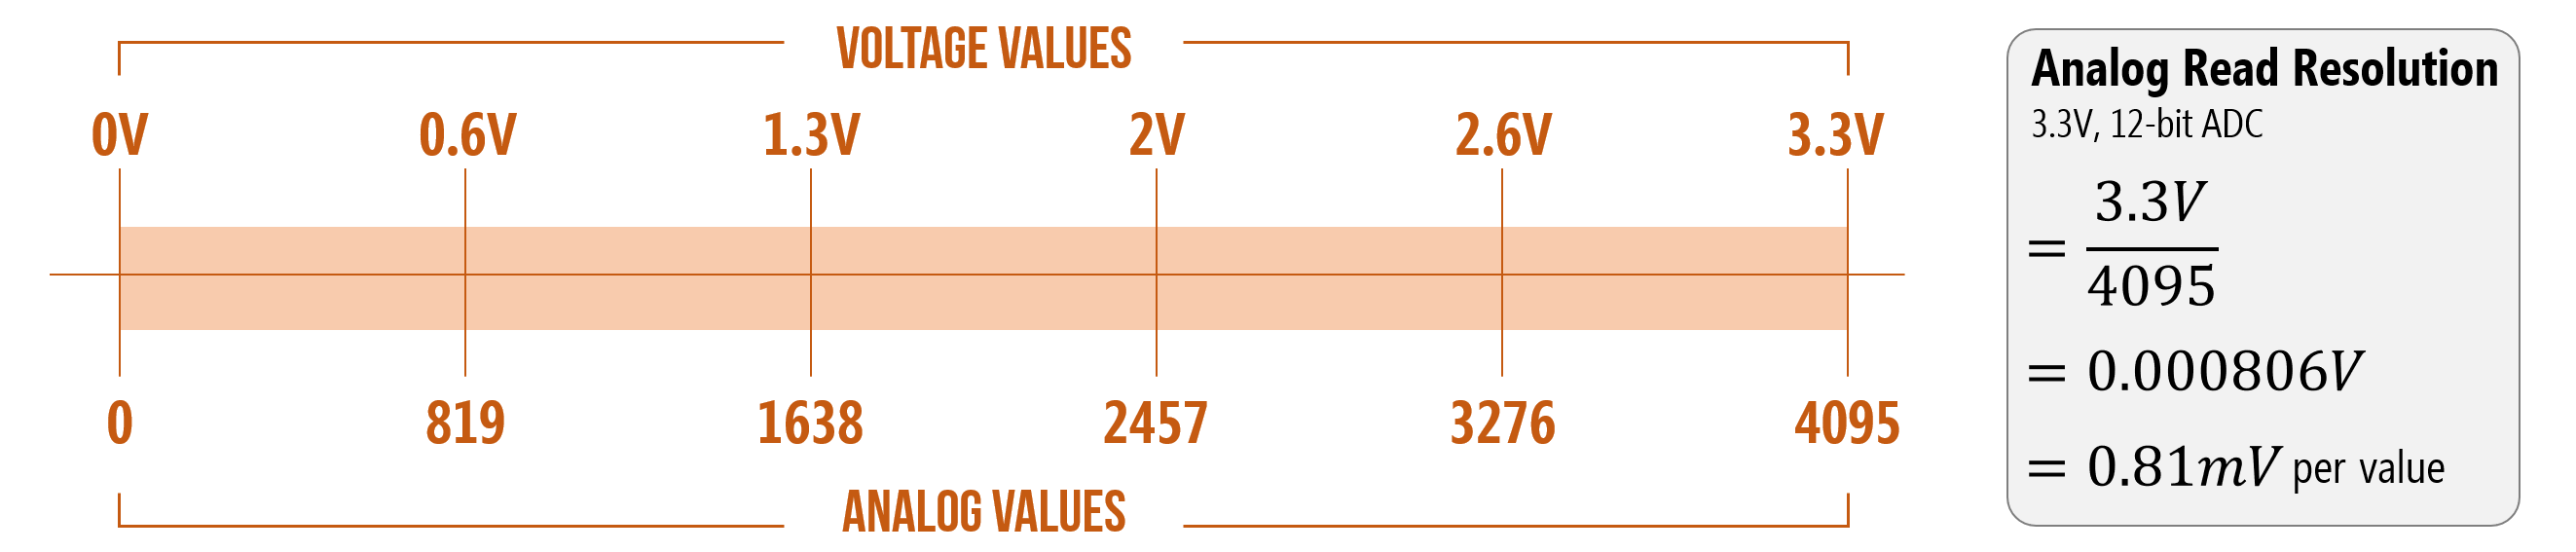 VOLTAGE VALUES
0V 0.6V 1.3V 2V 2.6V 3.3V
0 819 1638 2457 3276 4095
ANALOG VALUES
Analog Read Resolution
3.3V, 12-bit ADC
= 3.3V
4095
= 0.000806V
= 0.81mV per value